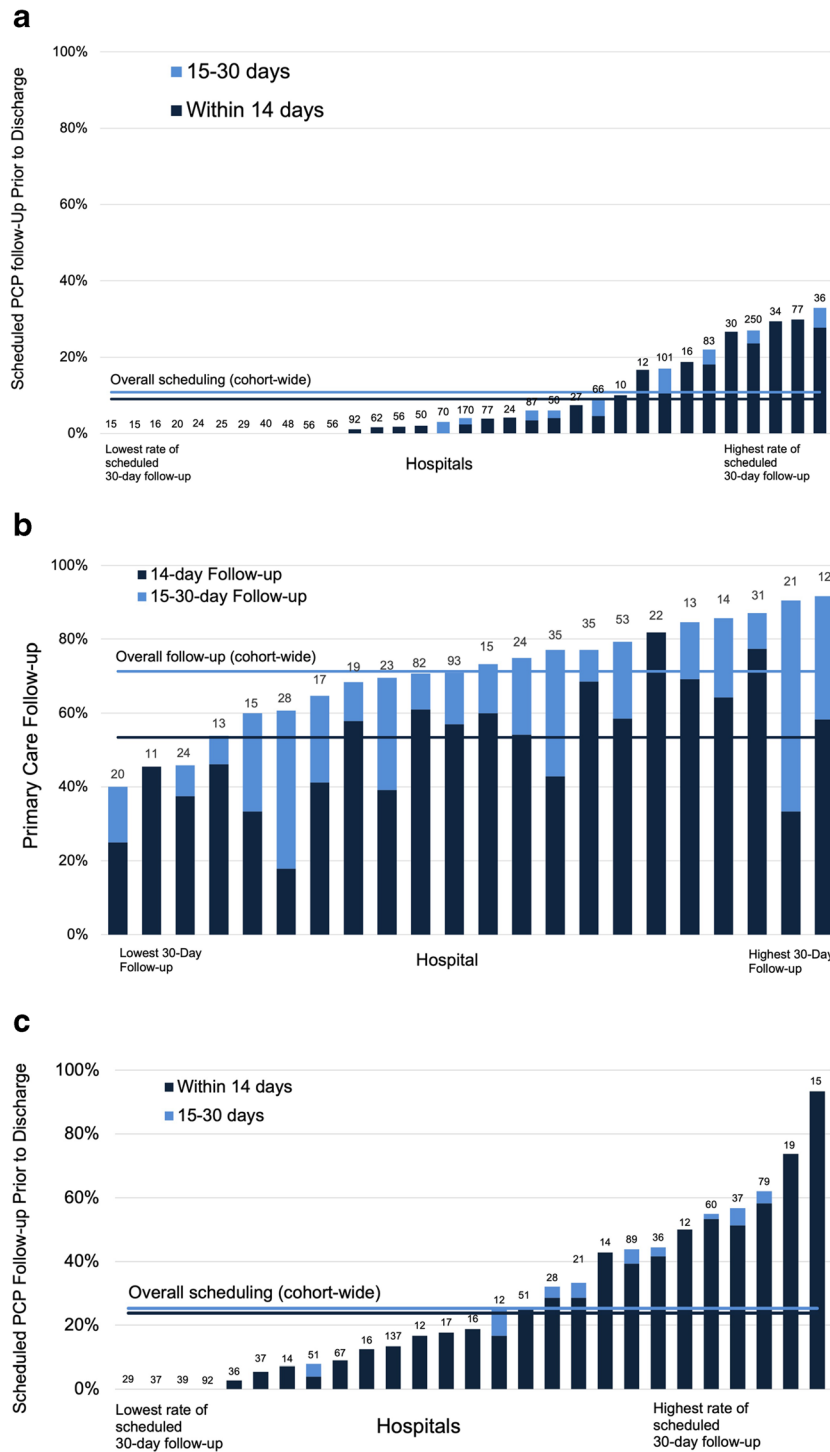 a
100%
15-30 days
Within 14 days
80%
60%
40%
20%
0%
Scheduled PCP follow-Up Prior to Discharge
Overall scheduling (cohort-wide)
15 15 16 20 24 25 29 40 48 56 56 92 62 56 50 70 170 77 24 87 50 27 66 10 12 101 16 83 30 250 34 77 36
Lowest rate of
scheduled
30-day follow-up
Hospitals
Highest rate of
scheduled
30-day follow-up
b
100%
14-day Follow-up
15-30-day Follow-up
80%
60%
40%
20%
0%
Primary Care Follow-up
Overall follow-up (cohort-wide)
20 11 24 13 15 28 17 19 23 82 93 15 24 35 35 53 22 13 14 31 21 12
Lowest 30-Day
Follow-up
Hospital
Highest 30-Day
Follow-up
c
100%
Within 14 days
15-30 days
80%
60%
40%
20%
0%
Scheduled PCP Follow-up Prior to Discharge
Overall scheduling (cohort-wide)
29 37 39 92 36 37 14 51 67 16 137 12 17 16 12 51 28 21 14 89 36 12 60 37 79 19 15
Lowest rate of
scheduled
30-day follow-up
Hospitals
Highest rate of
scheduled
30-day follow-up